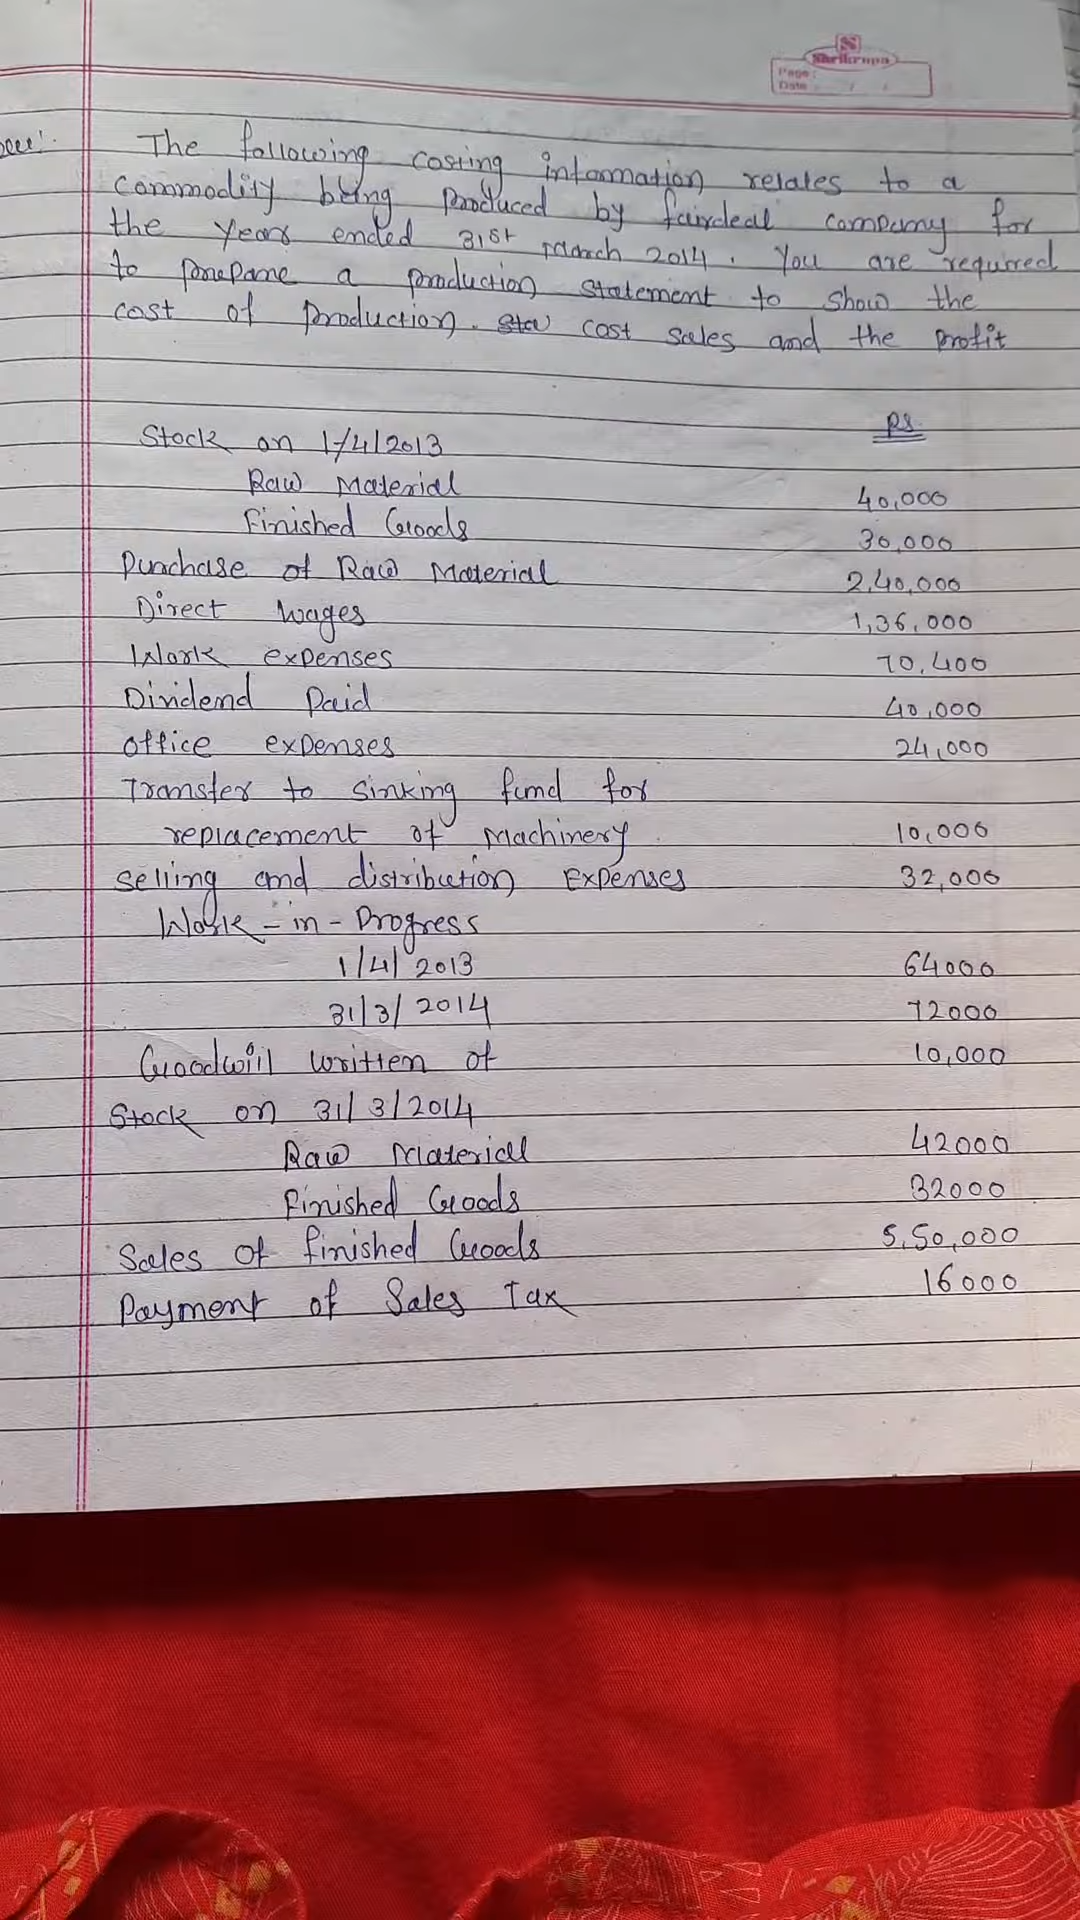 S
Shrikrupa
Page :
Date : / /
The following costing information relates to a
commodity being produced by fairdeal company for
the Years ended 31st March 2014. You are required
to prepare a production statement to show the
cost of production. cost sales and the profit
RS.
Stock on 1/4/2013
Raw Material 40,000
Finished Goods 30,000
Purchase of Raw Material 2,40,000
Direct wages 1,36,000
Work expenses 70,400
Dividend Paid 40,000
office expenses 24,000
Transfer to sinking fund for
replacement of Machinery. 10,000
Selling and distribution Expenses 32,000
Work-in-Progress
1/4/2013 64000
31/3/2014 72000
Goodwill written of 10,000
Stock on 31/3/2014
Raw Material 42000
Finished Goods 32000
Sales of finished Goods 5,50,000
Payment of Sales Tax 16000